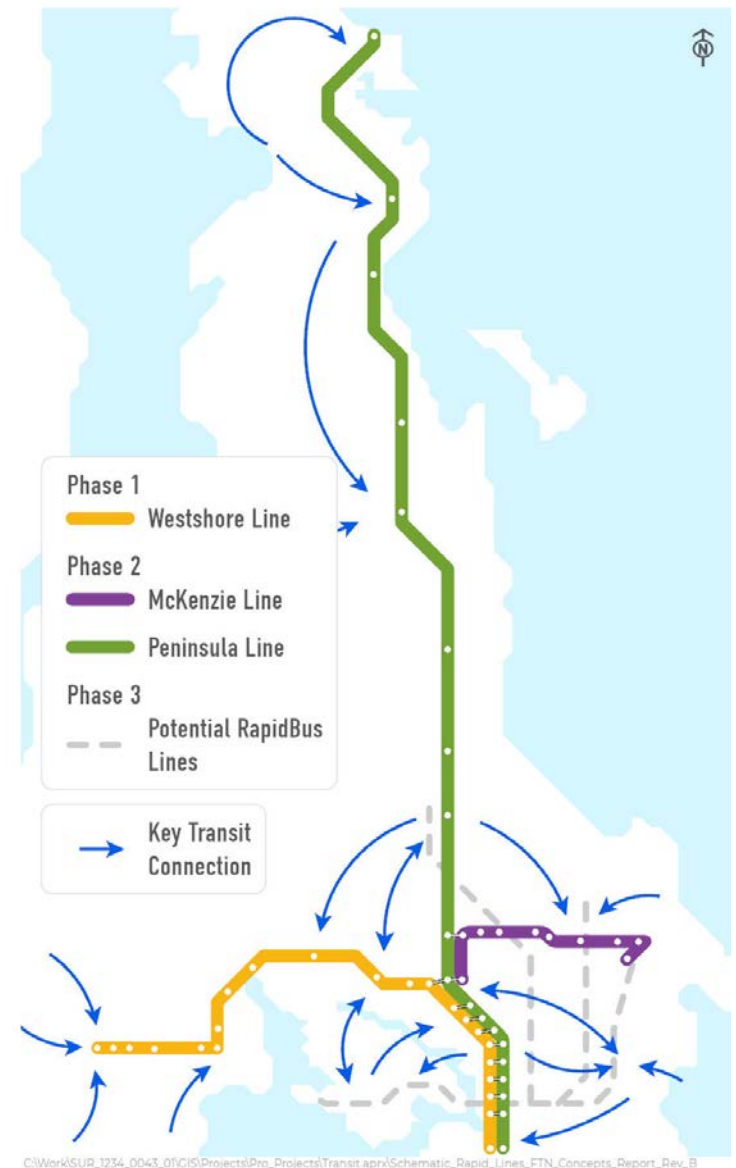 N
Phase 1
Westshore Line
Phase 2
McKenzie Line
Peninsula Line
Phase 3
Potential RapidBus
Lines
Key Transit
Connection
C:\Work\SUR_1234_0043_01\GIS\Projects\Pro_Projects\Transit.aprx\Schematic_Rapid_Lines_FTN_Concepts_Report_Rev_B